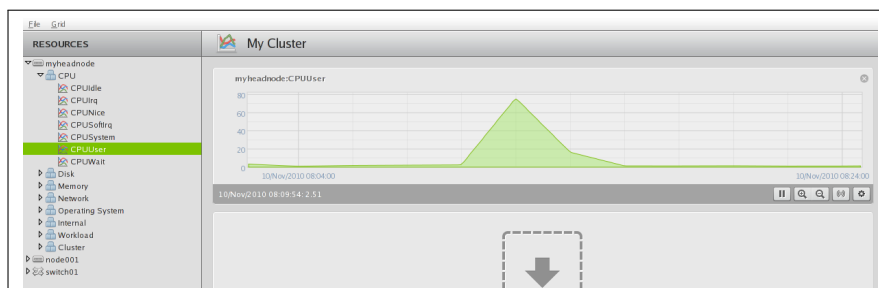 File Grid
RESOURCES
My Cluster
myheadnode
CPU
CPUIdle
CPUIrq
CPUNice
CPUSoftIrq
CPUSystem
CPUUser
CPUWait
Disk
Memory
Network
Operating System
Internal
Workload
Cluster
node001
switch01
myheadnode:CPUUser
80
60
40
20
0
10/Nov/2010 08:04:00
10/Nov/2010 08:24:00
10/Nov/2010 08:09:54: 2.51